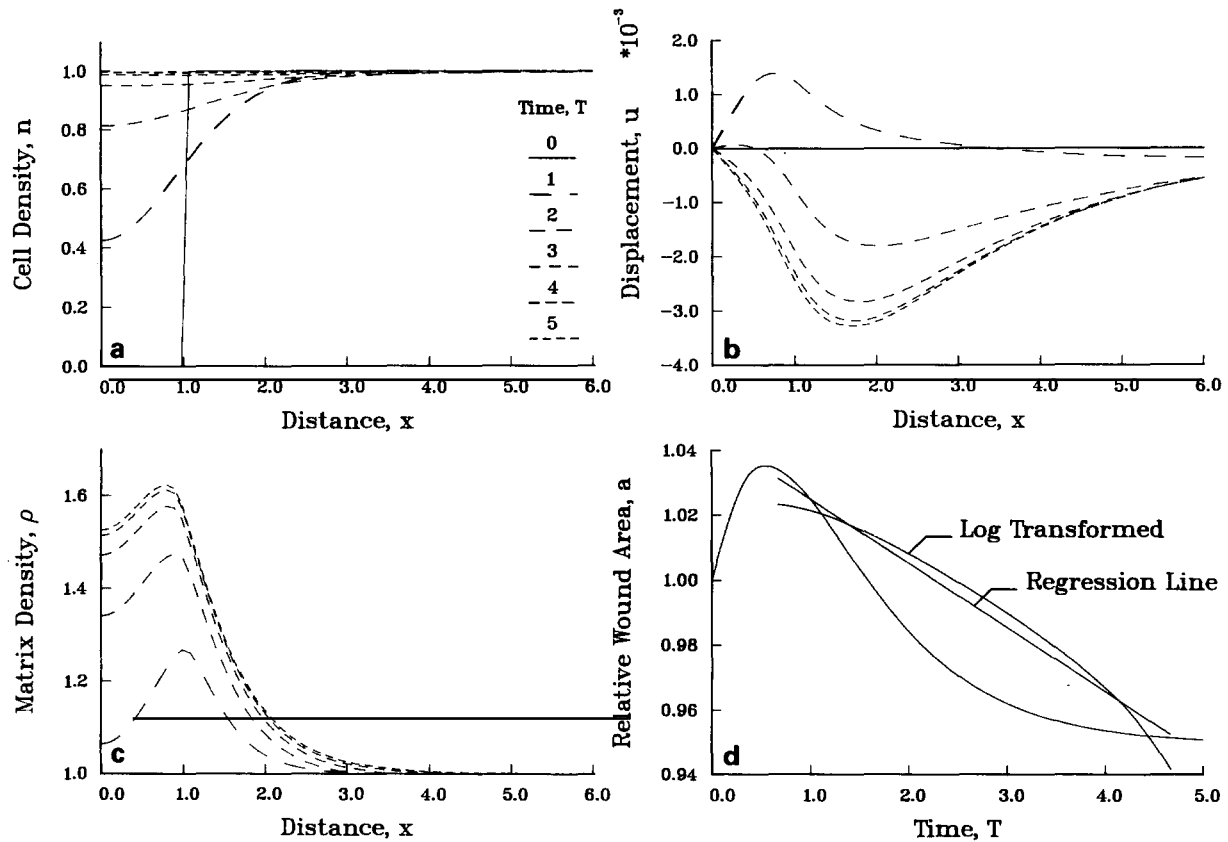 Cell Density, n
1.0
0.8
0.6
0.4
0.2
0.0
Time, T
0
1
2
3
4
5
a
0.0 1.0 2.0 3.0 4.0 5.0 6.0
Distance, x
*10⁻³
Displacement, u
2.0
1.0
0.0
-1.0
-2.0
-3.0
-4.0
b
0.0 1.0 2.0 3.0 4.0 5.0 6.0
Distance, x
Matrix Density, ρ
1.6
1.4
1.2
1.0
c
0.0 1.0 2.0 3.0 4.0 5.0 6.0
Distance, x
Relative Wound Area, a
1.04
1.02
1.00
0.98
0.96
0.94
Log Transformed
Regression Line
d
0.0 1.0 2.0 3.0 4.0 5.0
Time, T